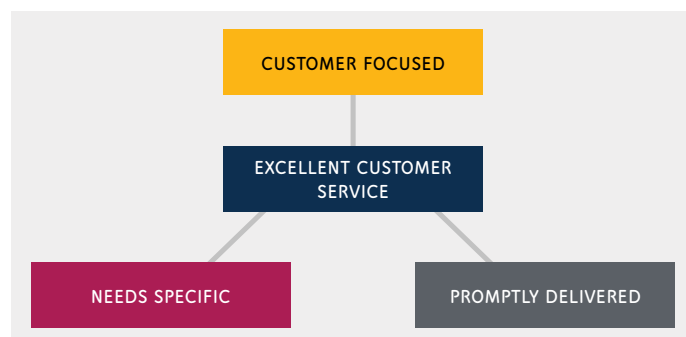 CUSTOMER FOCUSED
EXCELLENT CUSTOMER
SERVICE
NEEDS SPECIFIC
PROMPTLY DELIVERED